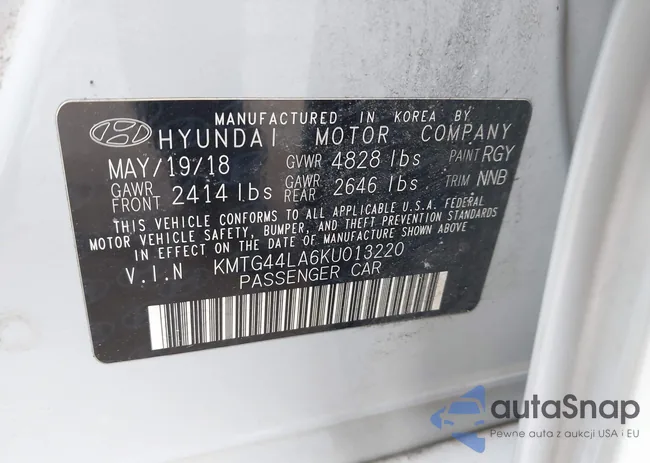 MANUFACTURED IN KOREA BY
HYUNDAI MOTOR COMPANY
MAY/19/18 GVWR 4828 lbs PAINT RGY
GAWR FRONT 2414 lbs GAWR REAR 2646 lbs TRIM NNB
THIS VEHICLE CONFORMS TO ALL APPLICABLE U.S.A. FEDERAL
MOTOR VEHICLE SAFETY, BUMPER, AND THEFT PREVENTION STANDARDS
IN EFFECT ON THE DATE OF MANUFACTURE SHOWN ABOVE.
V.I.N KMTG44LA6KU013220
PASSENGER CAR
autaSnap
Pewne auta z aukcji USA i EU